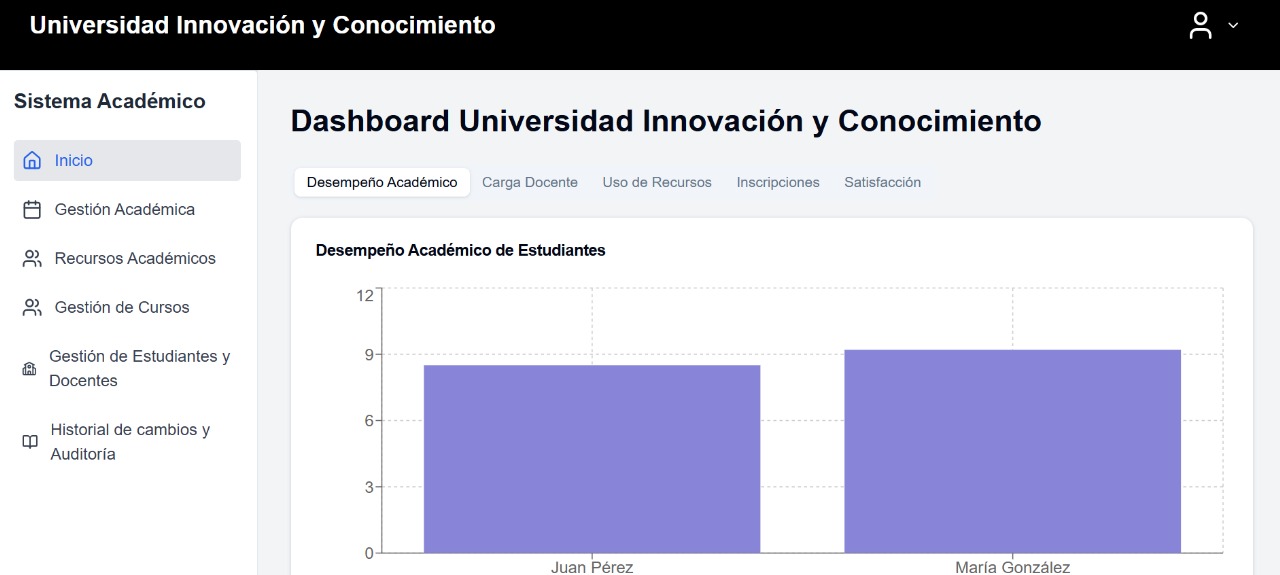 Universidad Innovación y Conocimiento
Sistema Académico
Inicio
Gestión Académica
Recursos Académicos
Gestión de Cursos
Gestión de Estudiantes y
Docentes
Historial de cambios y
Auditoría
Dashboard Universidad Innovación y Conocimiento
Desempeño Académico Carga Docente Uso de Recursos Inscripciones Satisfacción
Desempeño Académico de Estudiantes
12
9
6
3
0
Juan Pérez María González